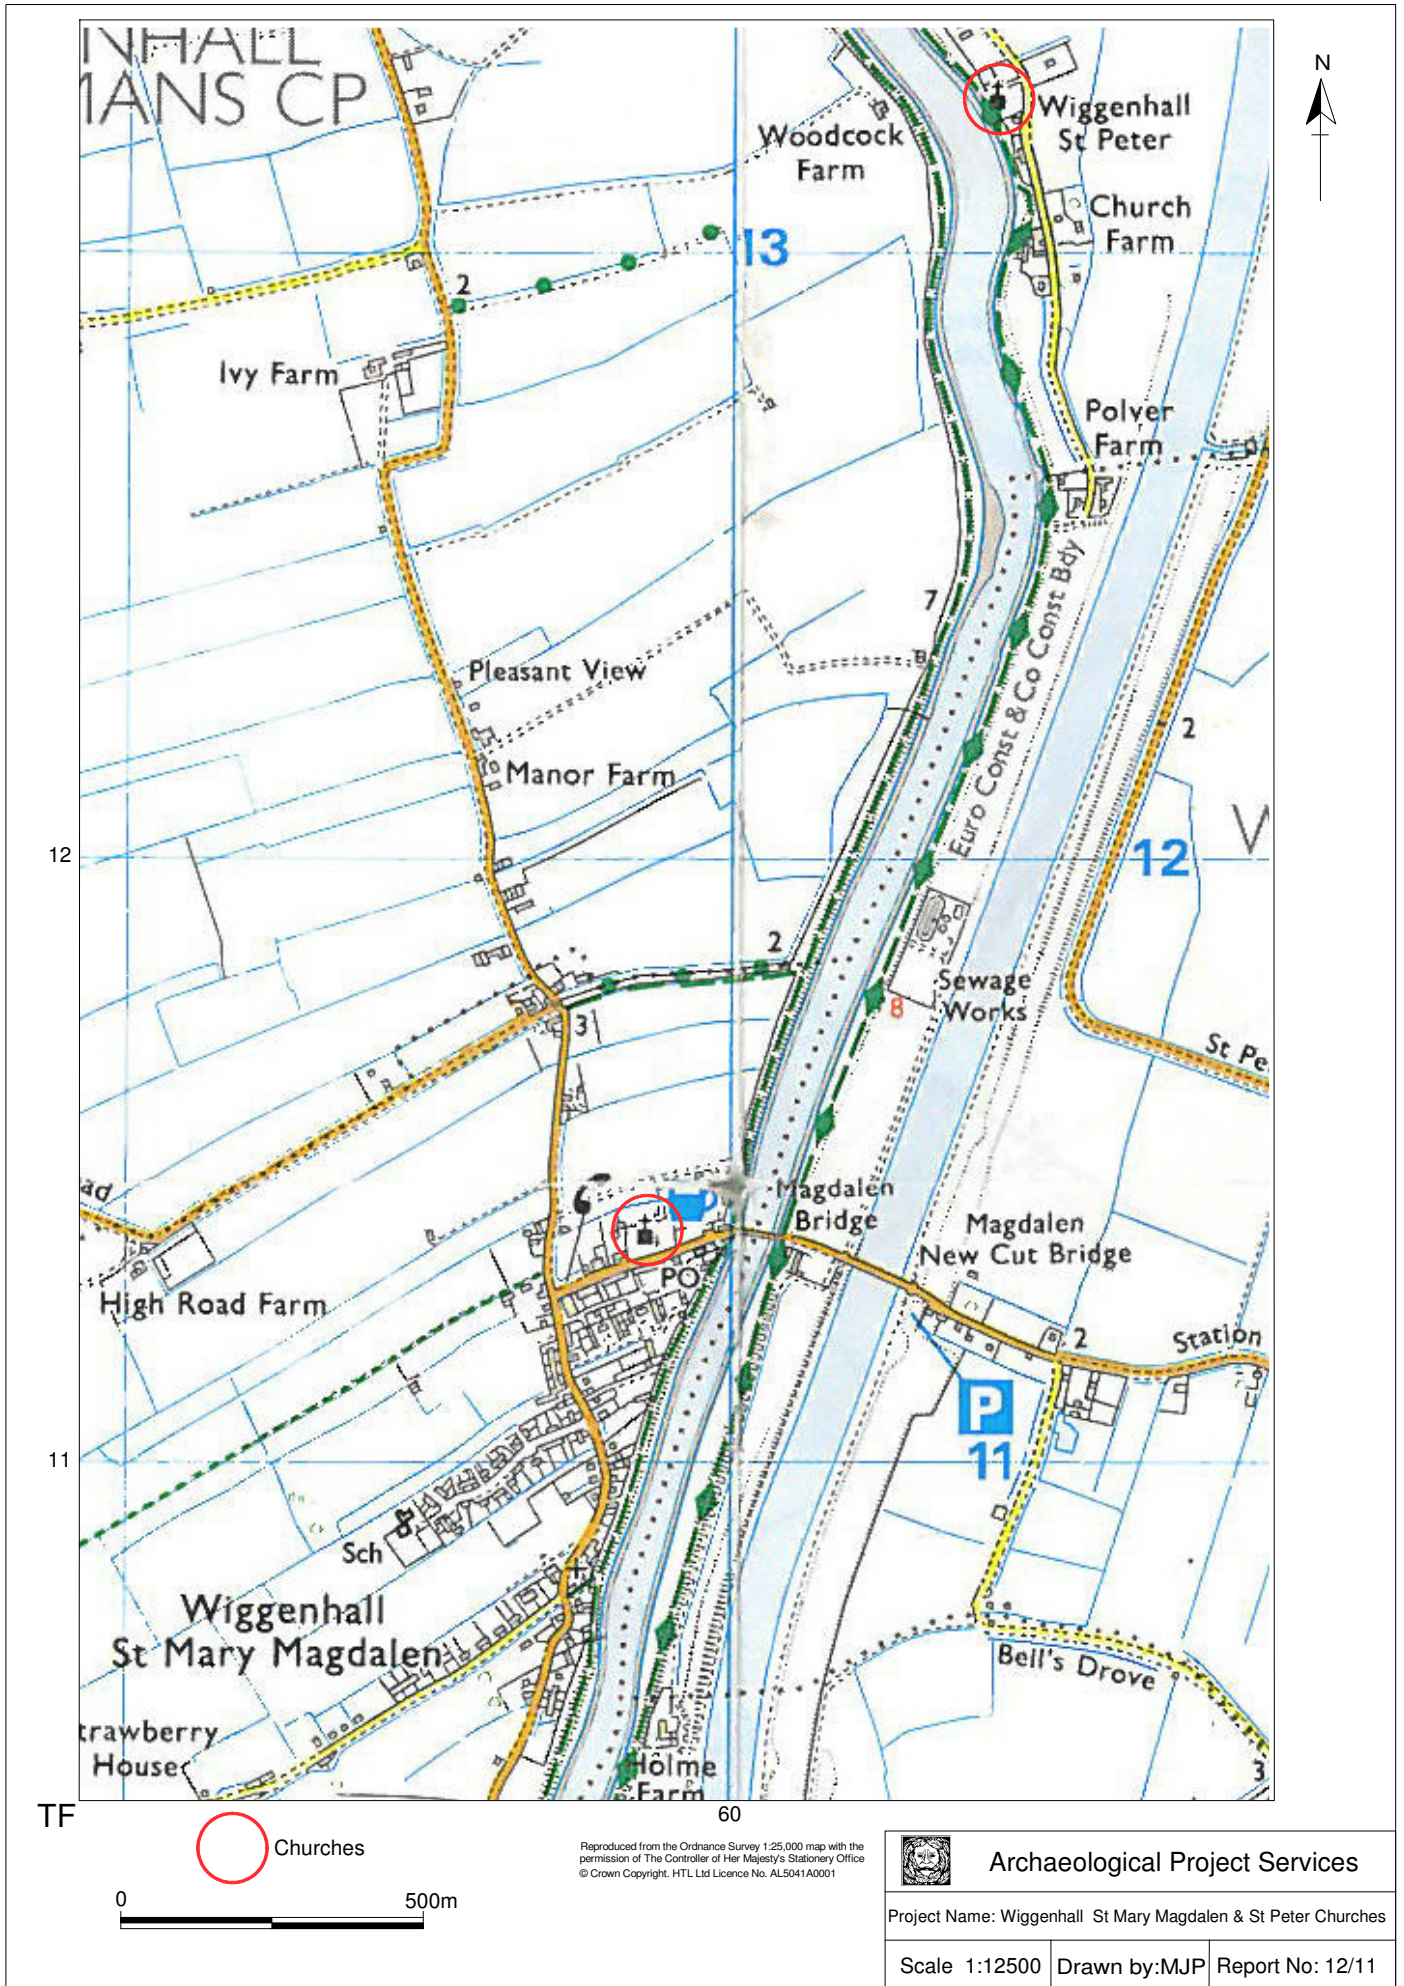 NHALL
MANS CP
N
Woodcock
Farm
Wiggenhall
St Peter
Church
Farm
13
2
Ivy Farm
Polver
Farm
7
Euro Const & Co Const Bdy
Pleasant View
2
Manor Farm
12
12
W
2
Sewage
Works
8
3
St Pe
ad
6
Magdalen
Bridge
Magdalen
New Cut Bridge
PO
High Road Farm
2
Station
P
11
11
Sch
Wiggenhall
St Mary Magdalen
Bell's Drove
trawberry
House
Holme
Farm
3
TF
60
Churches
0
500m
Reproduced from the Ordnance Survey 1:25,000 map with the
permission of The Controller of Her Majesty's Stationery Office
© Crown Copyright. HTL Ltd Licence No. AL5041A0001
Archaeological Project Services
Project Name: Wiggenhall St Mary Magdalen & St Peter Churches
Scale 1:12500
Drawn by:MJP
Report No: 12/11